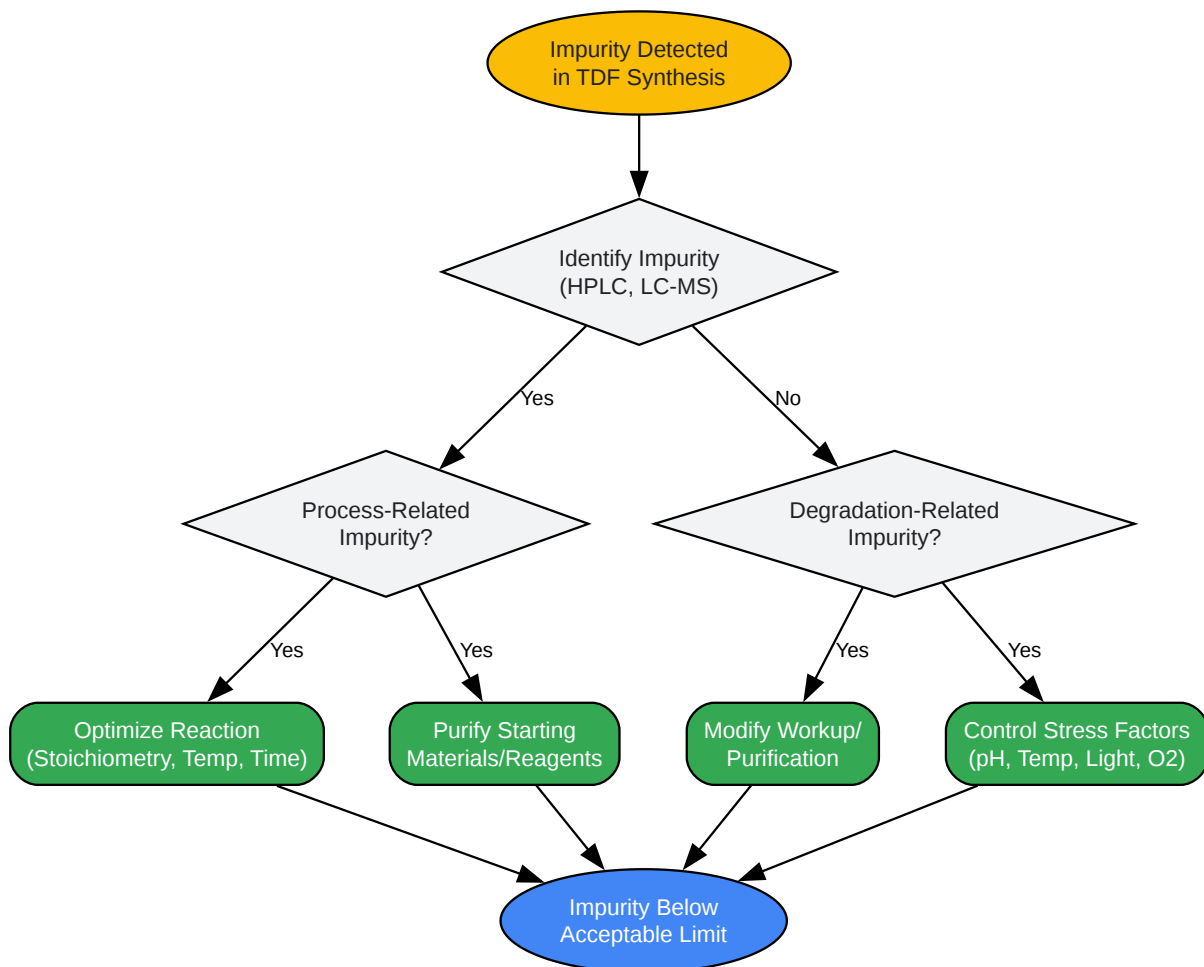 Impurity Detected
in TDF Synthesis
Identify Impurity
(HPLC, LC-MS)
Yes
No
Process-Related
Impurity?
Degradation-Related
Impurity?
Yes
Yes
Yes
Yes
Optimize Reaction
(Stoichiometry, Temp, Time)
Purify Starting
Materials/Reagents
Modify Workup/
Purification
Control Stress Factors
(pH, Temp, Light, O2)
Impurity Below
Acceptable Limit